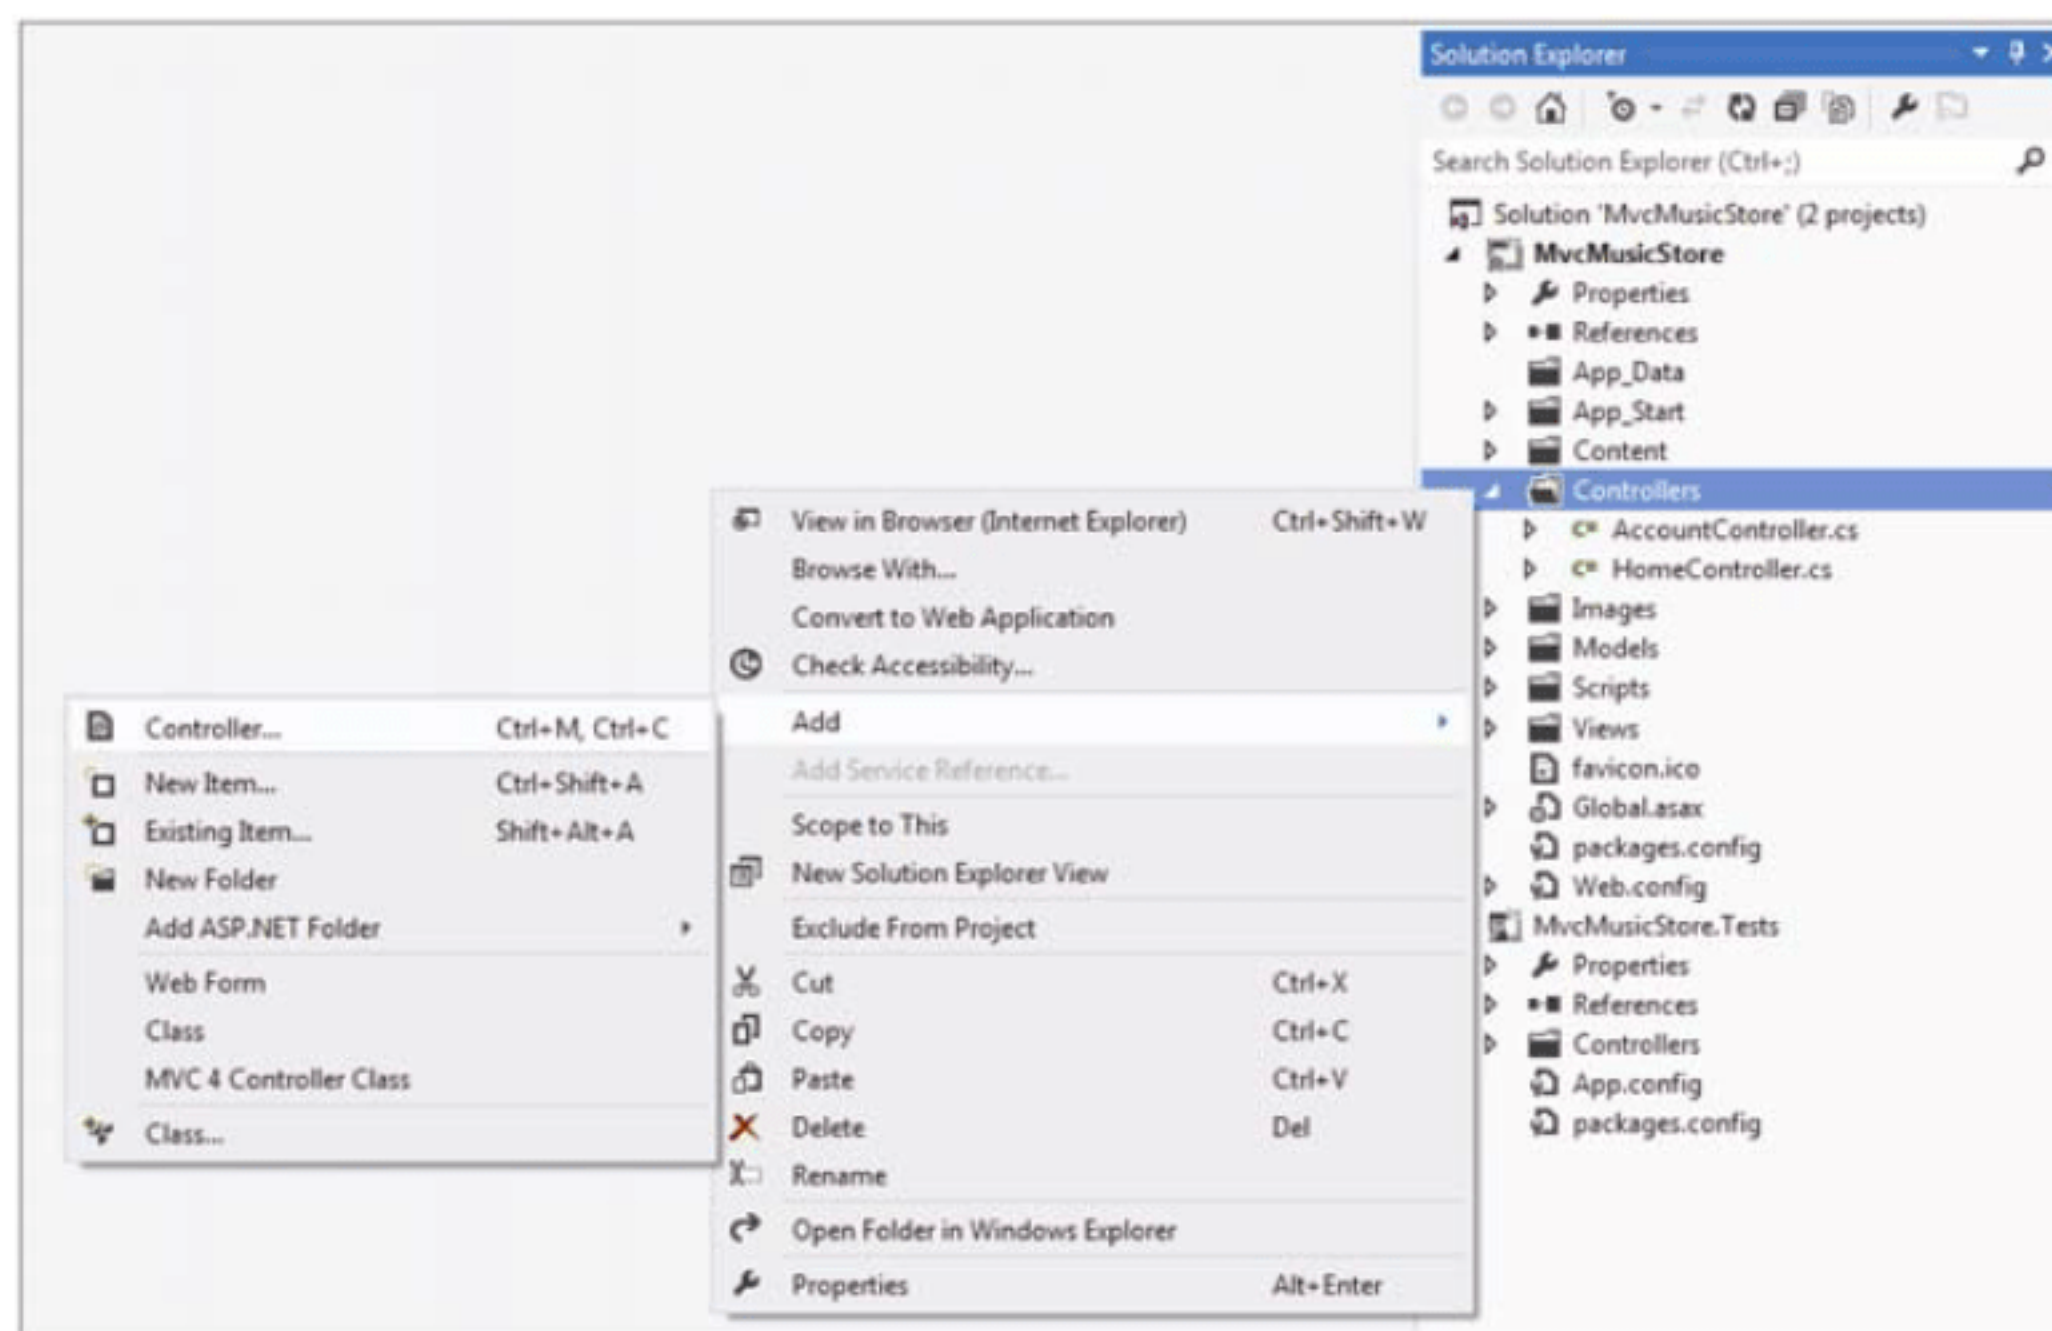 Solution Explorer
Search Solution Explorer (Ctrl+;)
Solution 'MvcMusicStore' (2 projects)
MvcMusicStore
Properties
References
App_Data
App_Start
Content
Controllers
AccountController.cs
HomeController.cs
Images
Models
Scripts
Views
favicon.ico
Global.asax
packages.config
Web.config
MvcMusicStore.Tests
Properties
References
Controllers
App.config
packages.config
View in Browser (Internet Explorer) Ctrl+Shift+W
Browse With...
Convert to Web Application
Check Accessibility...
Add
Add Service Reference...
Scope to This
New Solution Explorer View
Exclude From Project
Cut Ctrl+X
Copy Ctrl+C
Paste Ctrl+V
Delete Del
Rename
Open Folder in Windows Explorer
Properties Alt+Enter
Controller... Ctrl+M, Ctrl+C
New Item... Ctrl+Shift+A
Existing Item... Shift+Alt+A
New Folder
Add ASP.NET Folder
Web Form
Class
MVC 4 Controller Class
Class...